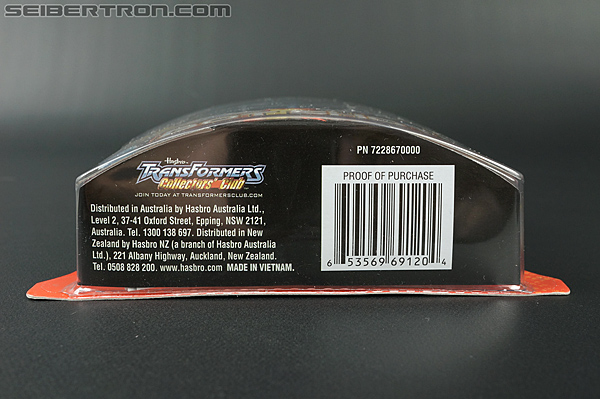 SEIBERTRON.COM
PN 7228670000
Hasbro
TRANSFORMERS
Collectors' Club
JOIN TODAY AT TRANSFORMERSCLUB.COM
Distributed in Australia by Hasbro Australia Ltd.,
Level 2, 37-41 Oxford Street, Epping, NSW 2121,
Australia. Tel. 1300 138 697. Distributed in New
Zealand by Hasbro NZ (a branch of Hasbro Australia
Ltd.), 221 Albany Highway, Auckland, New Zealand.
Tel. 0508 828 200. www.hasbro.com MADE IN VIETNAM.
PROOF OF PURCHASE
6 53569 69120 4